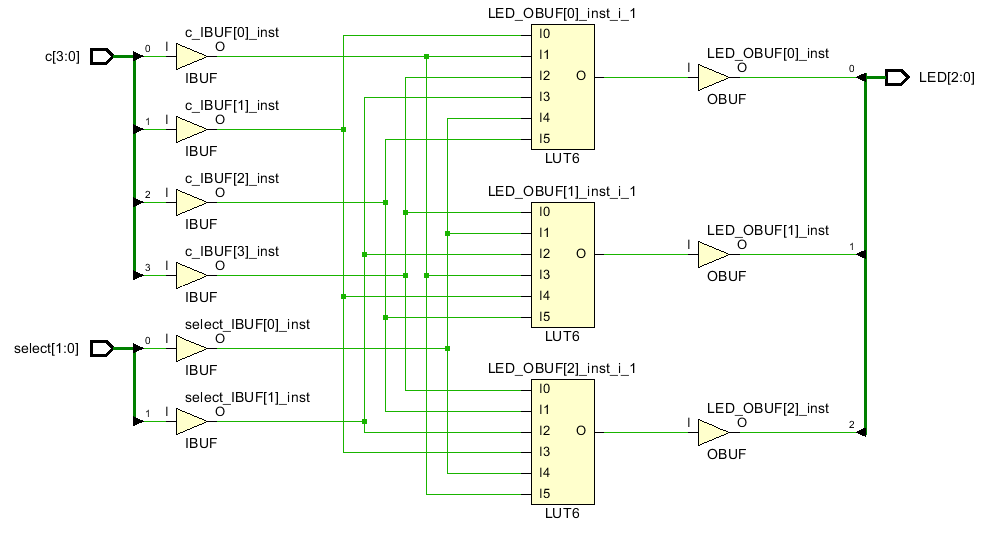 c[3:0]
0
I
c_IBUF[0]_inst
O
IBUF
1
I
c_IBUF[1]_inst
O
IBUF
2
I
c_IBUF[2]_inst
O
IBUF
3
I
c_IBUF[3]_inst
O
IBUF
select[1:0]
0
I
select_IBUF[0]_inst
O
IBUF
1
I
select_IBUF[1]_inst
O
IBUF
LED_OBUF[0]_inst_i_1
I0
I1
I2
I3
I4
I5
O
LUT6
LED_OBUF[1]_inst_i_1
I0
I1
I2
I3
I4
I5
O
LUT6
LED_OBUF[2]_inst_i_1
I0
I1
I2
I3
I4
I5
O
LUT6
LED_OBUF[0]_inst
I
O
OBUF
0
LED[2:0]
LED_OBUF[1]_inst
I
O
OBUF
1
LED_OBUF[2]_inst
I
O
OBUF
2